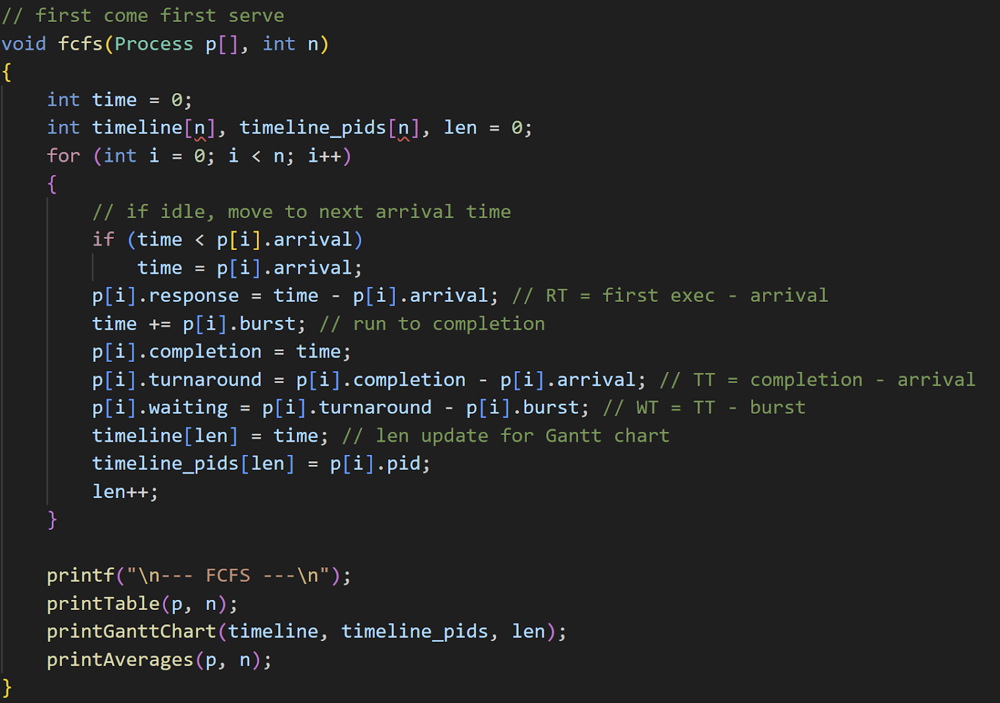 // first come first serve
void fcfs(Process p[], int n)
{
    int time = 0;
    int timeline[n], timeline_pids[n], len = 0;
    for (int i = 0; i < n; i++)
    {
        // if idle, move to next arrival time
        if (time < p[i].arrival)
            time = p[i].arrival;
        p[i].response = time - p[i].arrival; // RT = first exec - arrival
        time += p[i].burst; // run to completion
        p[i].completion = time;
        p[i].turnaround = p[i].completion - p[i].arrival; // TT = completion - arrival
        p[i].waiting = p[i].turnaround - p[i].burst; // WT = TT - burst
        timeline[len] = time; // len update for Gantt chart
        timeline_pids[len] = p[i].pid;
        len++;
    }

    printf("\n--- FCFS ---\n");
    printTable(p, n);
    printGanttChart(timeline, timeline_pids, len);
    printAverages(p, n);
}